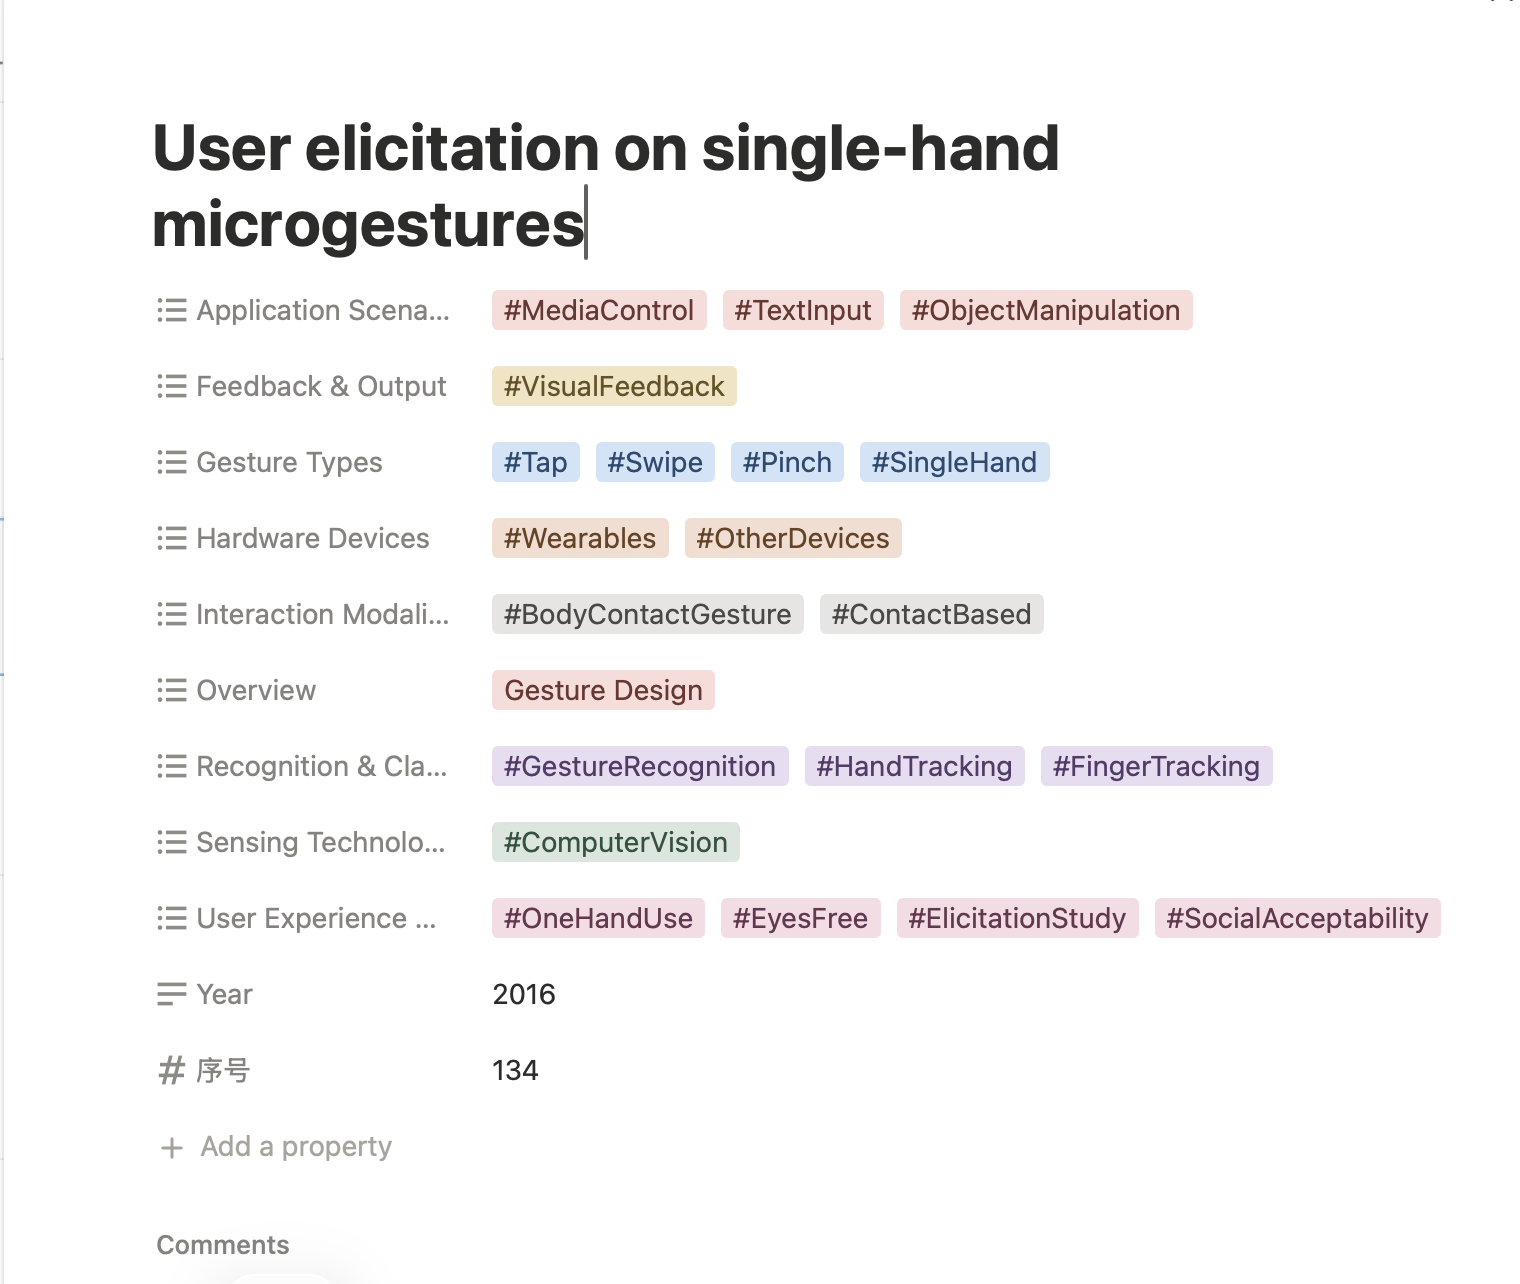 User elicitation on single-hand
microgestures
Application Scena... #MediaControl #TextInput #ObjectManipulation
Feedback & Output #VisualFeedback
Gesture Types #Tap #Swipe #Pinch #SingleHand
Hardware Devices #Wearables #OtherDevices
Interaction Modali... #BodyContactGesture #ContactBased
Overview Gesture Design
Recognition & Cla... #GestureRecognition #HandTracking #FingerTracking
Sensing Technolo... #ComputerVision
User Experience ... #OneHandUse #EyesFree #ElicitationStudy #SocialAcceptability
Year 2016
序号 134
Add a property
Comments